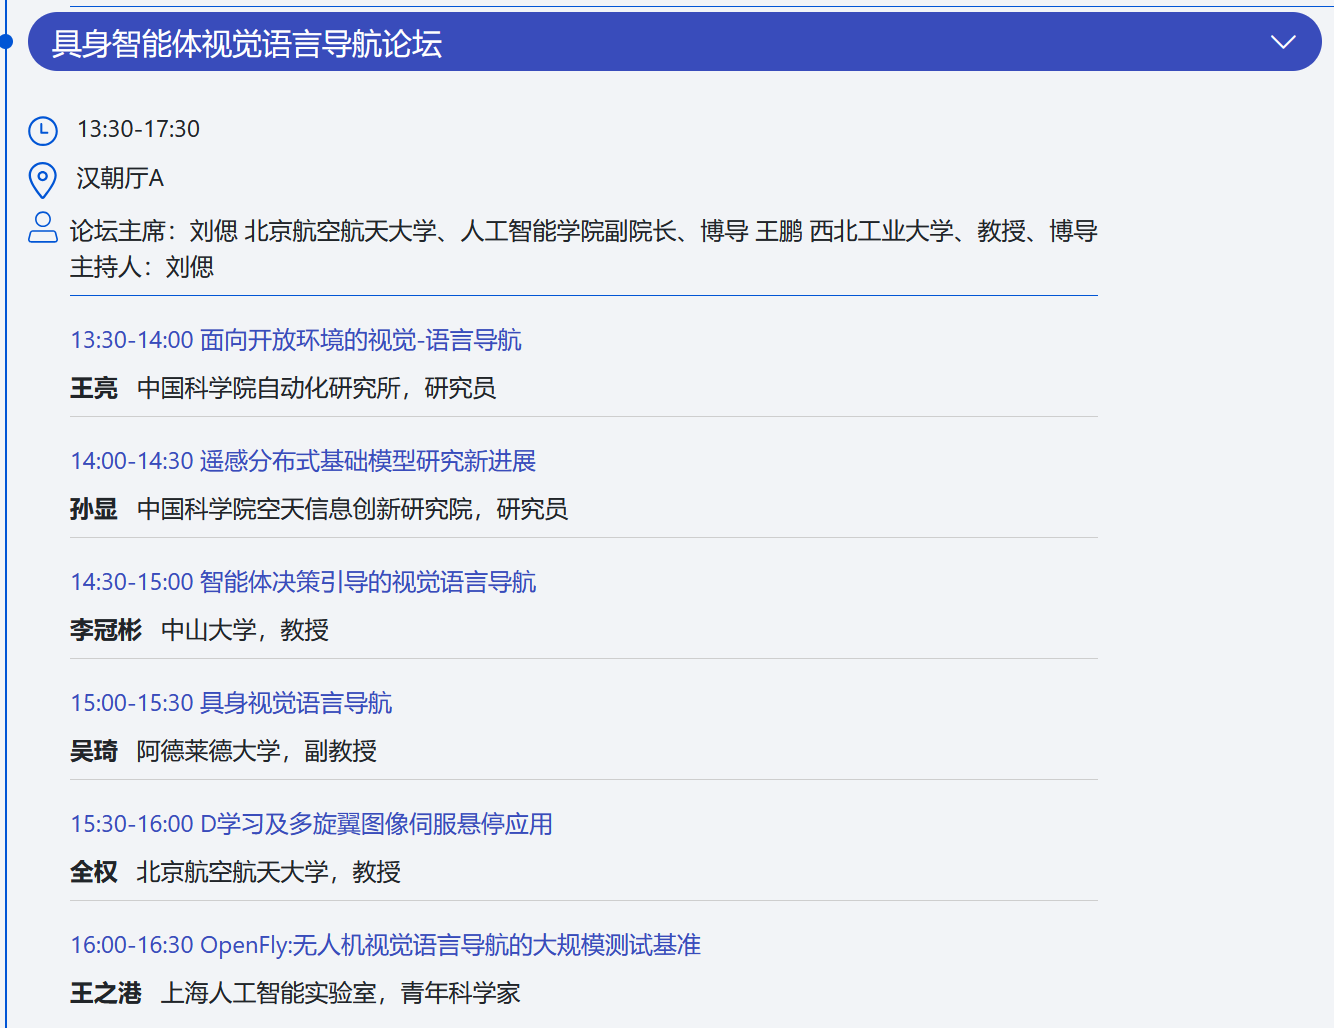 具身智能体视觉语言导航论坛
13:30-17:30
汉朝厅A
论坛主席：刘偲 北京航空航天大学、人工智能学院副院长、博导 王鹏 西北工业大学、教授、博导
主持人：刘偲
13:30-14:00 面向开放环境的视觉-语言导航
王亮 中国科学院自动化研究所，研究员
14:00-14:30 遥感分布式基础模型研究新进展
孙显 中国科学院空天信息创新研究院，研究员
14:30-15:00 智能体决策引导的视觉语言导航
李冠彬 中山大学，教授
15:00-15:30 具身视觉语言导航
吴琦 阿德莱德大学，副教授
15:30-16:00 D学习及多旋翼图像伺服悬停应用
全权 北京航空航天大学，教授
16:00-16:30 OpenFly:无人机视觉语言导航的大规模测试基准
王之港 上海人工智能实验室，青年科学家